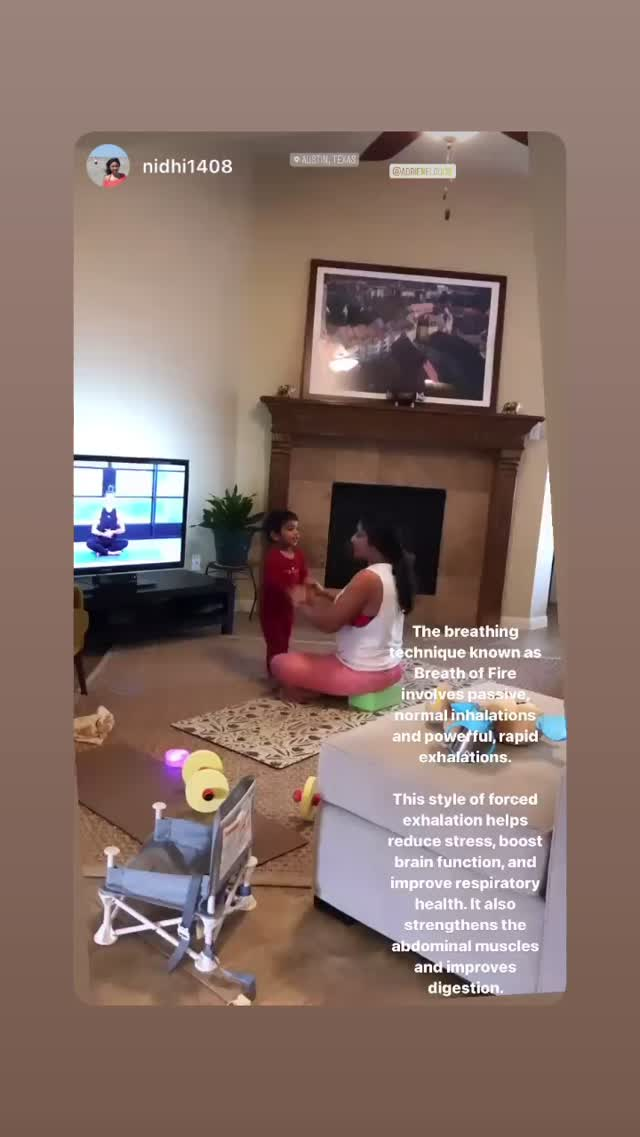 nidhi1408
AUSTIN, TEXAS
The breathing
technique known as
Breath of Fire
involves passive,
normal inhalations
and powerful, rapid
exhalations.
This style of forced
exhalation helps
reduce stress, boost
brain function, and
improve respiratory
health. It also
strengthens the
abdominal muscles
and improves
digestion.